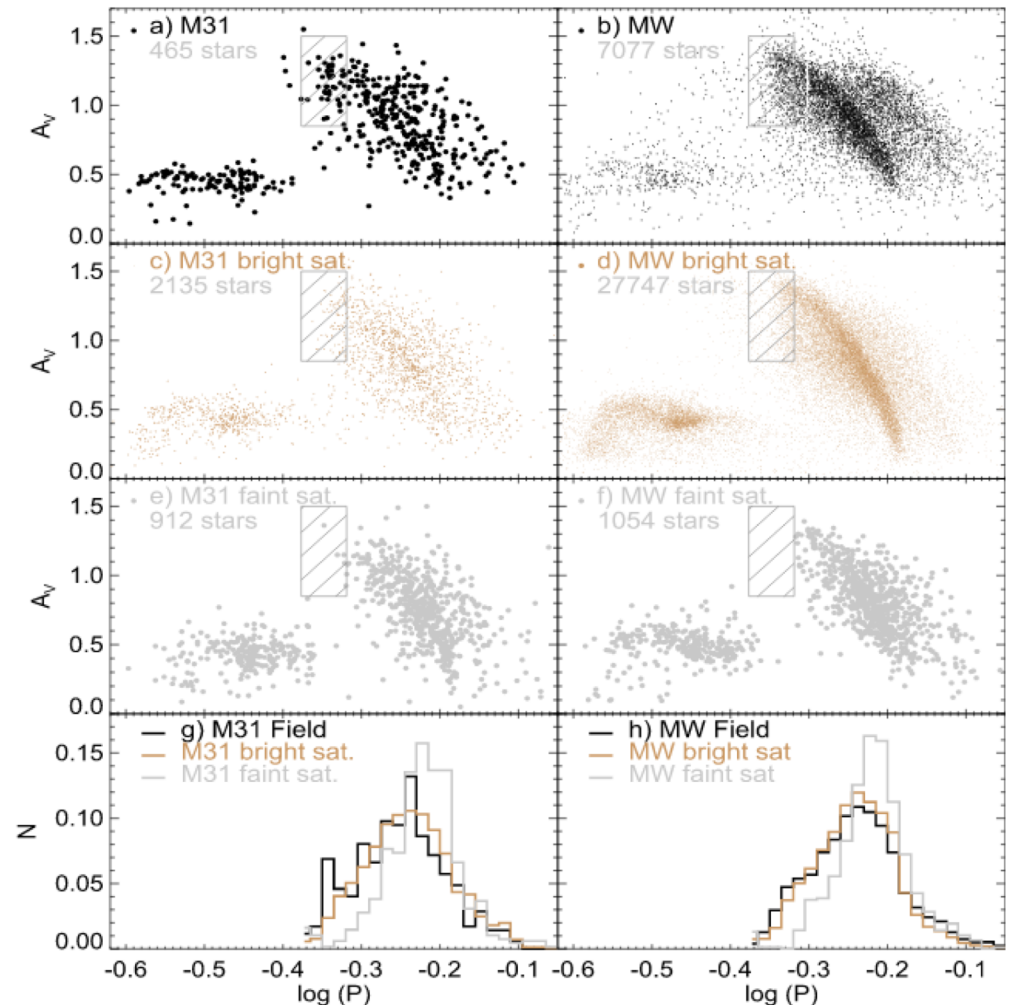 a) M31
465 stars
b) MW
7077 stars
1.5
1.0
0.5
0.0
A_V
c) M31 bright sat.
2135 stars
d) MW bright sat.
27747 stars
1.5
1.0
0.5
0.0
A_V
e) M31 faint sat.
912 stars
f) MW faint sat.
1054 stars
1.5
1.0
0.5
0.0
A_V
g) M31 Field
M31 bright sat.
M31 faint sat.
h) MW Field
MW bright sat
MW faint sat
0.15
0.10
0.05
0.00
N
-0.6 -0.5 -0.4 -0.3 -0.2 -0.1
-0.6 -0.5 -0.4 -0.3 -0.2 -0.1
log (P)
log (P)